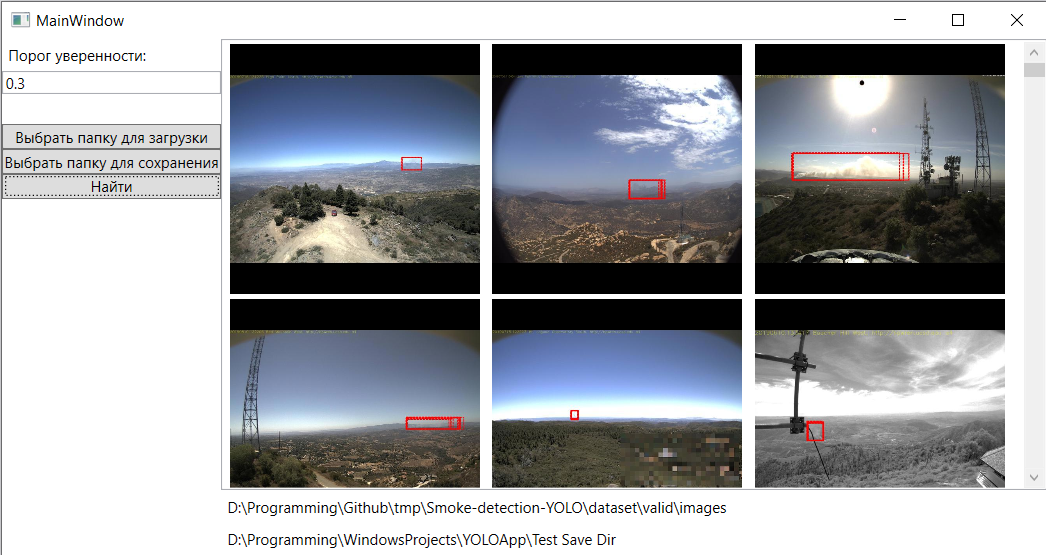 MainWindow
Порог уверенности:
0.3
Выбрать папку для загрузки
Выбрать папку для сохранения
Найти
D:\Programming\Github\tmp\Smoke-detection-YOLO\dataset\valid\images
D:\Programming\WindowsProjects\YOLOApp\Test Save Dir